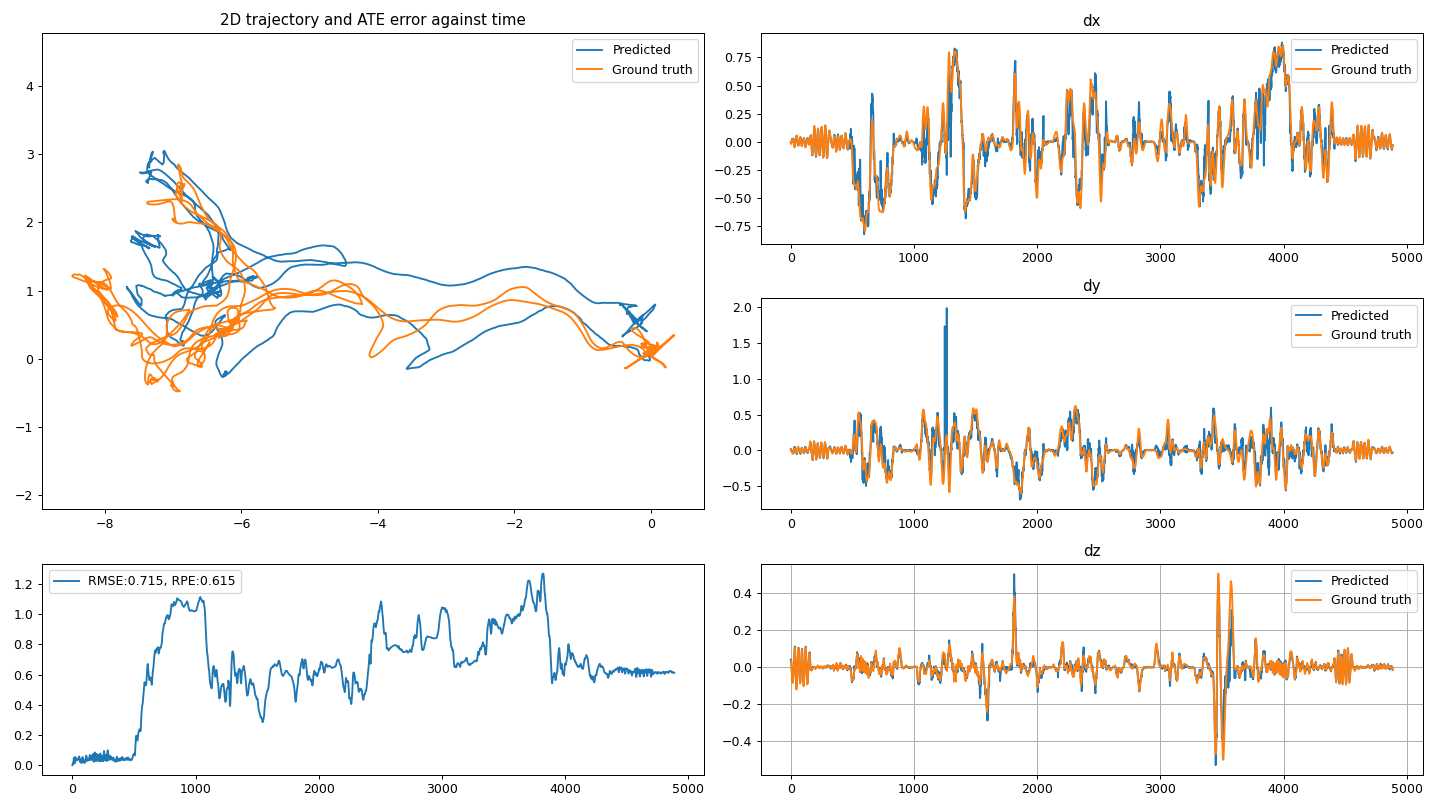 2D trajectory and ATE error against time
Predicted
Ground truth
4
3
2
1
0
−1
−2
−8 −6 −4 −2 0
dx
Predicted
Ground truth
0.75
0.50
0.25
0.00
−0.25
−0.50
−0.75
0 1000 2000 3000 4000 5000
dy
Predicted
Ground truth
2.0
1.5
1.0
0.5
0.0
−0.5
0 1000 2000 3000 4000 5000
RMSE:0.715, RPE:0.615
1.2
1.0
0.8
0.6
0.4
0.2
0.0
0 1000 2000 3000 4000 5000
dz
Predicted
Ground truth
0.4
0.2
0.0
−0.2
−0.4
0 1000 2000 3000 4000 5000